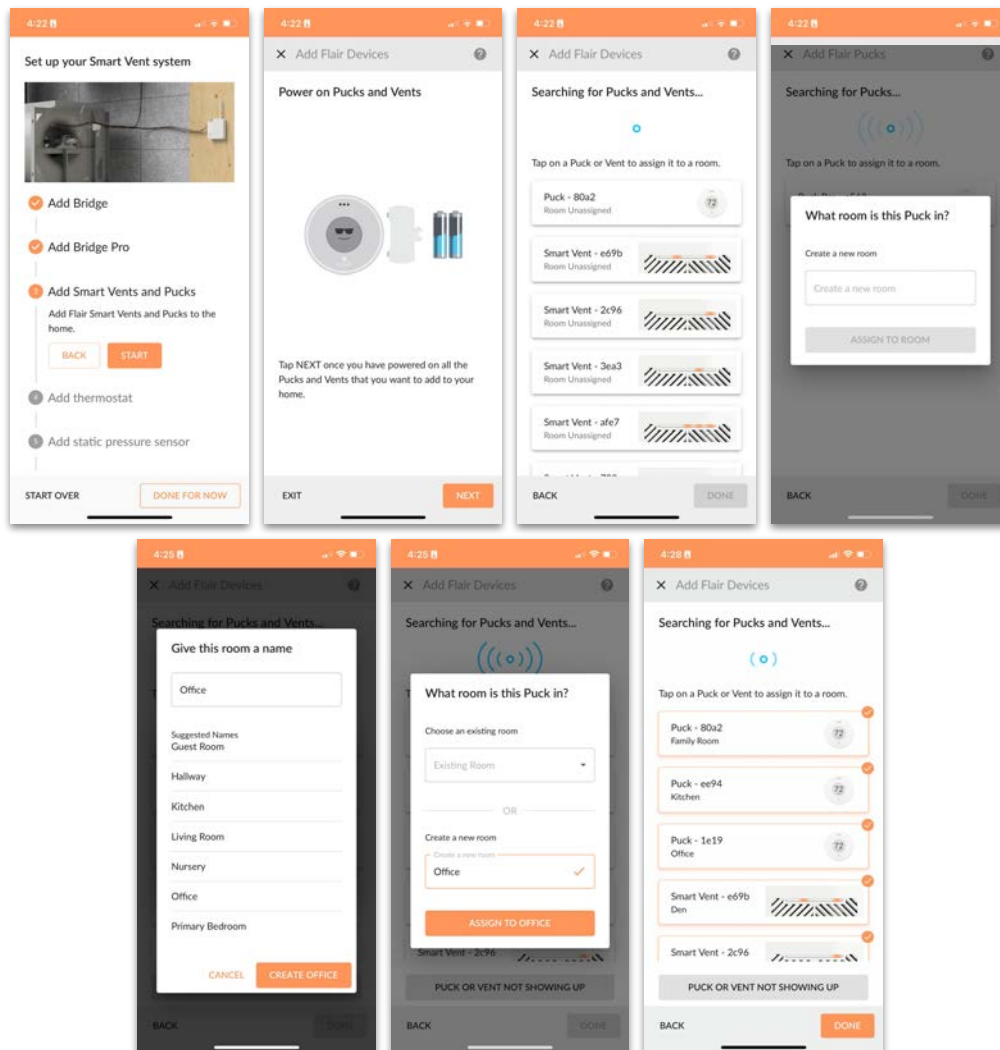 4:22
Set up your Smart Vent system
Add Bridge
Add Bridge Pro
3 Add Smart Vents and Pucks
Add Flair Smart Vents and Pucks to the
home.
BACK START
4 Add thermostat
5 Add static pressure sensor
START OVER DONE FOR NOW
4:22
× Add Flair Devices ?
Power on Pucks and Vents
Tap NEXT once you have powered on all the
Pucks and Vents that you want to add to your
home.
EXIT NEXT
4:22
× Add Flair Devices ?
Searching for Pucks and Vents...
Tap on a Puck or Vent to assign it to a room.
Puck - 80a2 72
Room Unassigned
Smart Vent - e69b
Room Unassigned
Smart Vent - 2c96
Room Unassigned
Smart Vent - 3ea3
Room Unassigned
Smart Vent - afe7
Room Unassigned
BACK DONE
4:22
× Add Flair Pucks ?
Searching for Pucks...
Tap on a Puck to assign it to a room.
What room is this Puck in?
Create a new room
Create a new room
ASSIGN TO ROOM
BACK DONE
4:25
× Add Flair Devices ?
Searching for Pucks and Vents...
Give this room a name
Office
Suggested Names
Guest Room
Hallway
Kitchen
Living Room
Nursery
Office
Primary Bedroom
CANCEL CREATE OFFICE
BACK DONE
4:25
× Add Flair Devices ?
Searching for Pucks and Vents...
What room is this Puck in?
Choose an existing room
Existing Room
OR
Create a new room
Create a new room
Office
ASSIGN TO OFFICE
Smart Vent - 2c96
PUCK OR VENT NOT SHOWING UP
BACK DONE
4:28
× Add Flair Devices ?
Searching for Pucks and Vents...
Tap on a Puck or Vent to assign it to a room.
Puck - 80a2 72
Family Room
Puck - ee94 72
Kitchen
Puck - 1e19 72
Office
Smart Vent - e69b
Den
Smart Vent - 2c96
PUCK OR VENT NOT SHOWING UP
BACK DONE